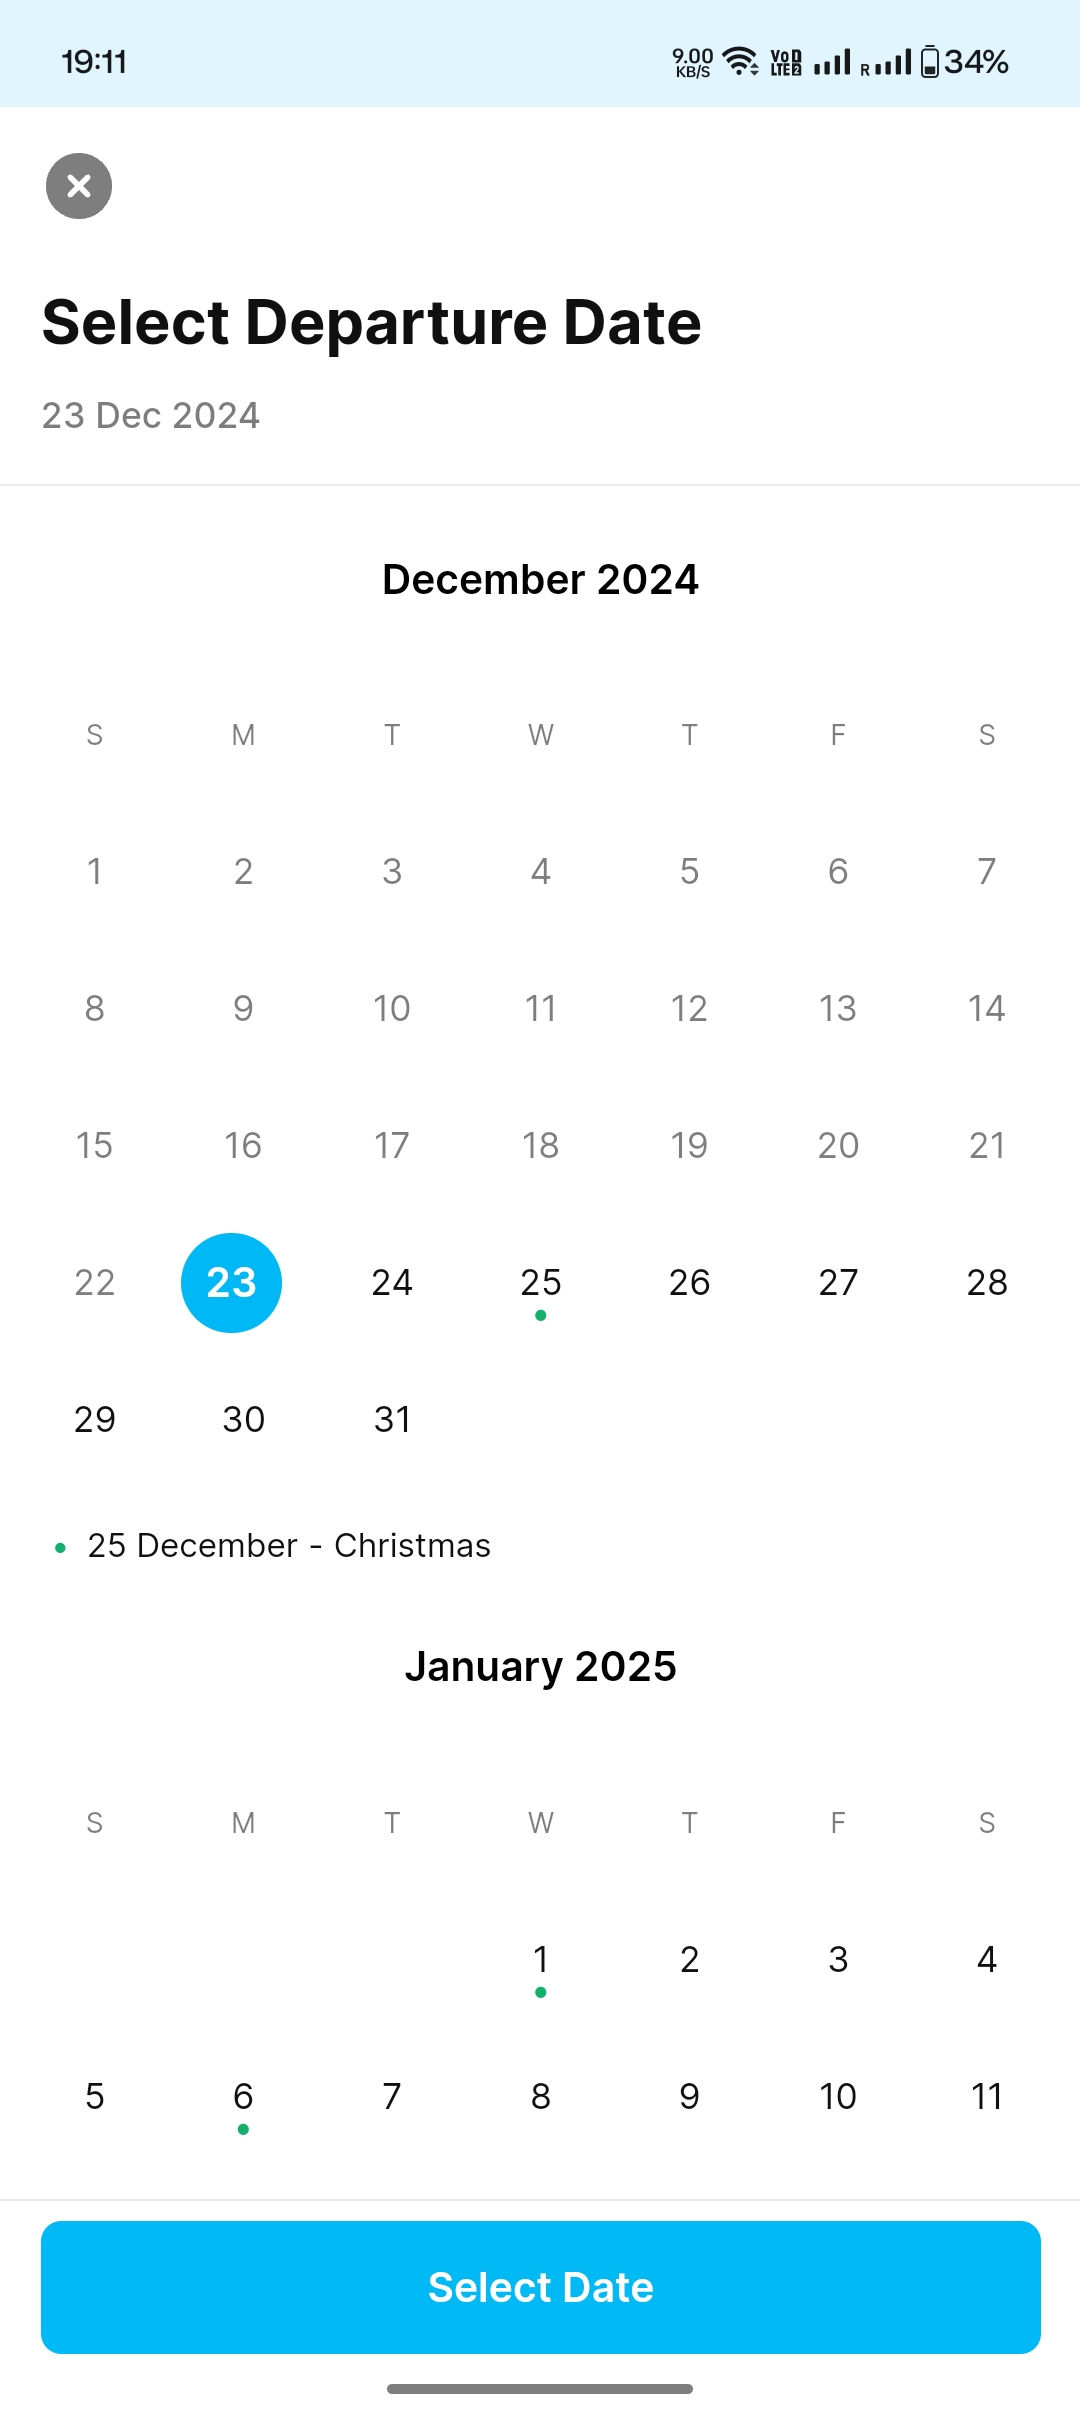 19:11 9.00 KB/S Vo LTE 2 R 34%
Select Departure Date
23 Dec 2024
December 2024
S M T W T F S
1 2 3 4 5 6 7
8 9 10 11 12 13 14
15 16 17 18 19 20 21
22 23 24 25 26 27 28
29 30 31
25 December - Christmas
January 2025
S M T W T F S
1 2 3 4
5 6 7 8 9 10 11
Select Date